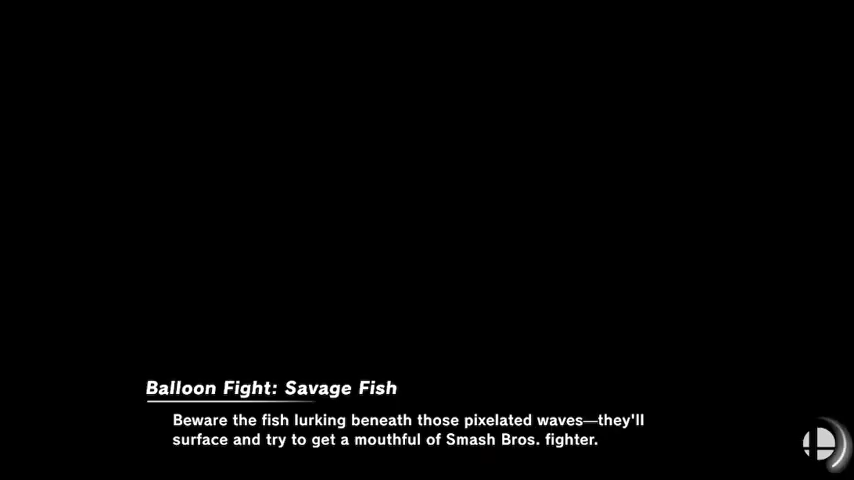 Balloon Fight: Savage Fish
Beware the fish lurking beneath those pixelated waves—they'll
surface and try to get a mouthful of Smash Bros. fighter.